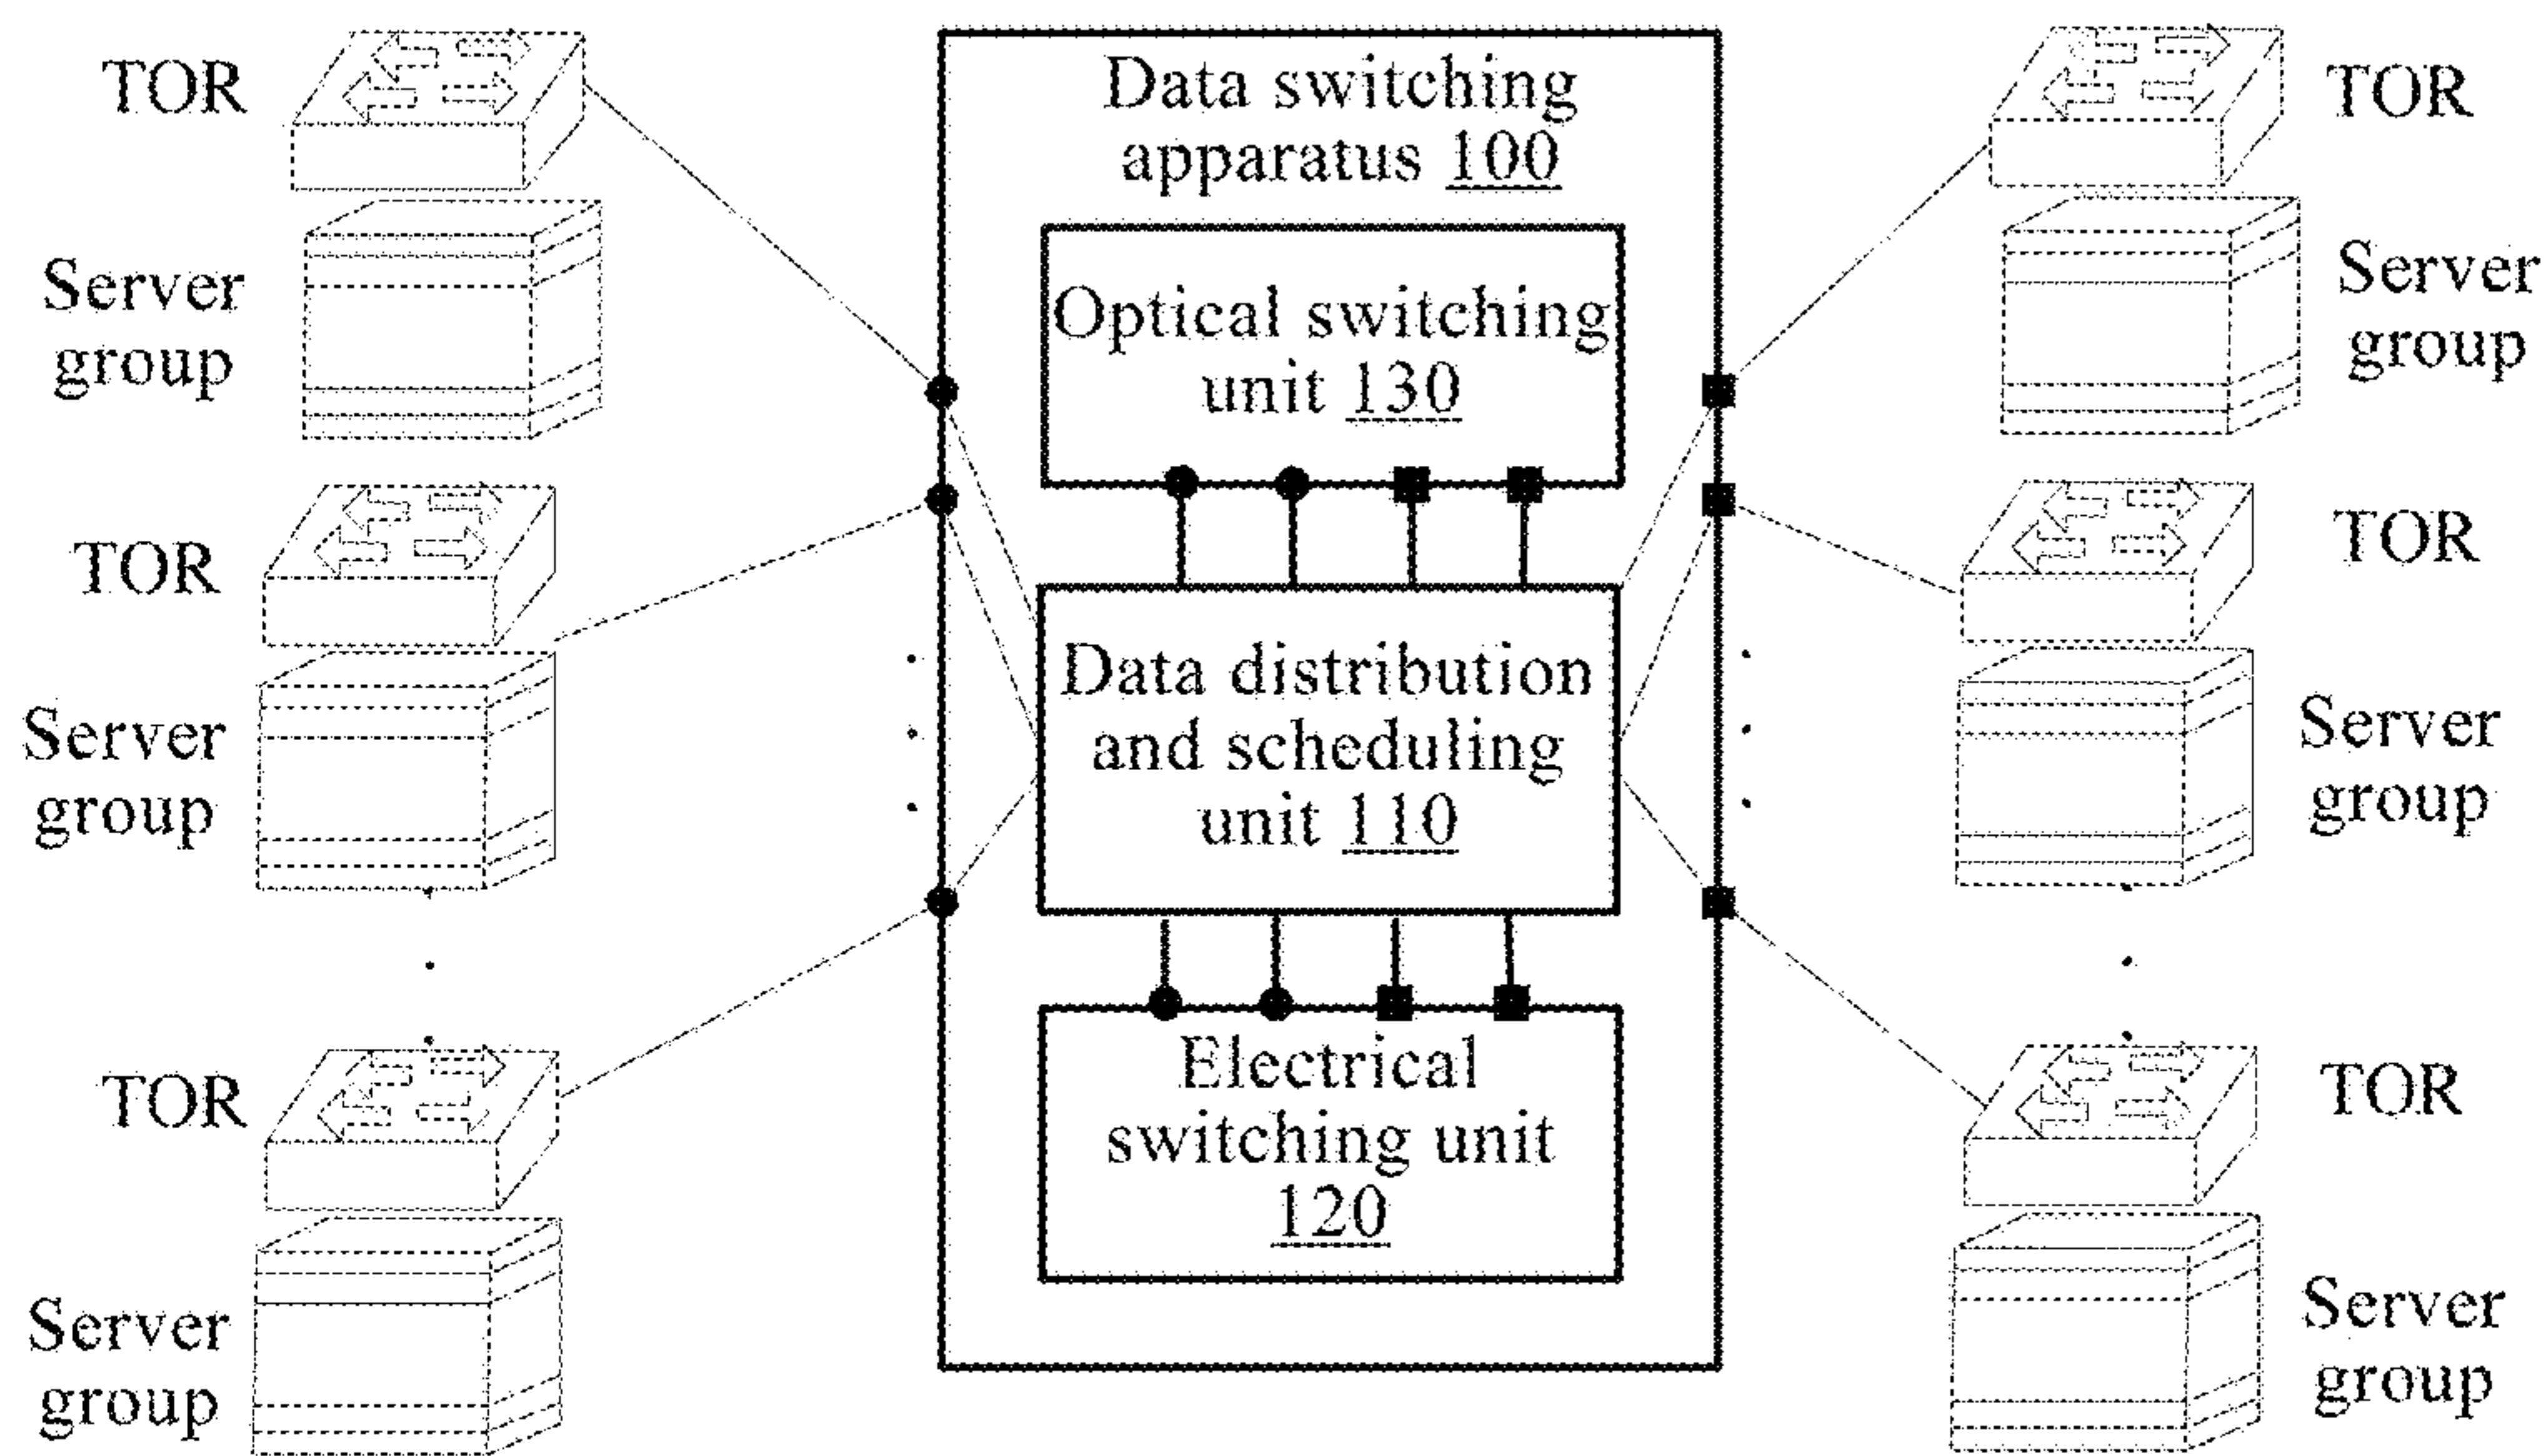 TOR
Server
group
TOR
Server
group
TOR
Server
group
Data switching
apparatus 100
Optical switching
unit 130
Data distribution
and scheduling
unit 110
Electrical
switching unit
120
TOR
Server
group
TOR
Server
group
TOR
Server
group